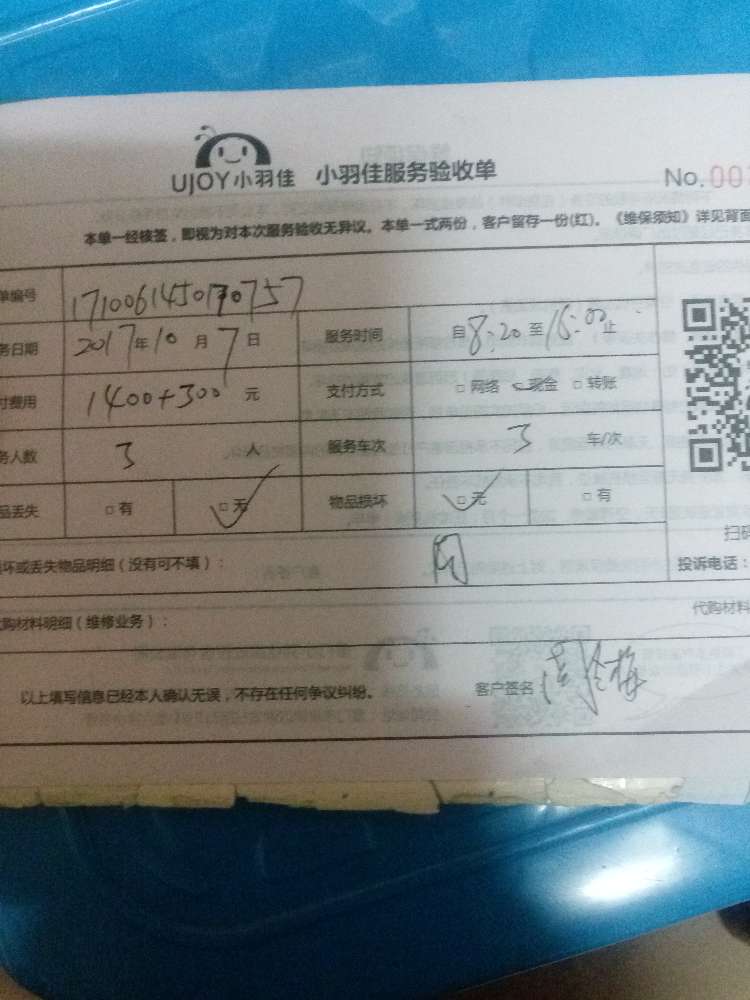 UJOY小羽佳 小羽佳服务验收单 No.00
本单一经核签，即视为对本次服务验收无异议。本单一式两份，客户留存一份(红)。《维保须知》详见背面
单编号
务日期 2017年10月7日 服务时间 自8:20至15:00止
付费用 1400+300元 支付方式 □网络 □现金 □转账
务人数 3人 服务车次 3车/次
品丢失 □有 □无 物品损坏 □无 □有
扫码
坏或丢失物品明细（没有可不填）： 投诉电话：
购材料明细（维修业务）： 代购材料
以上填写信息已经本人确认无误，不存在任何争议纠纷。 客户签名